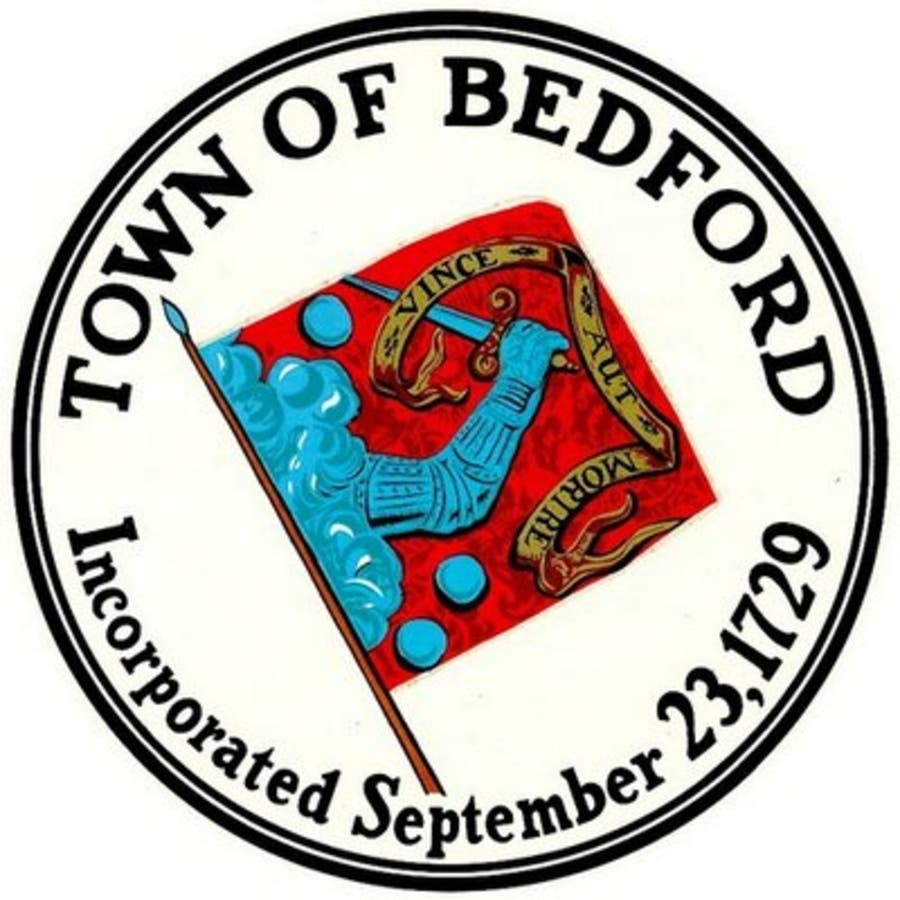 TOWN OF BEDFORD
VINCE
AUT
MORIRE
Incorporated September 23, 1729